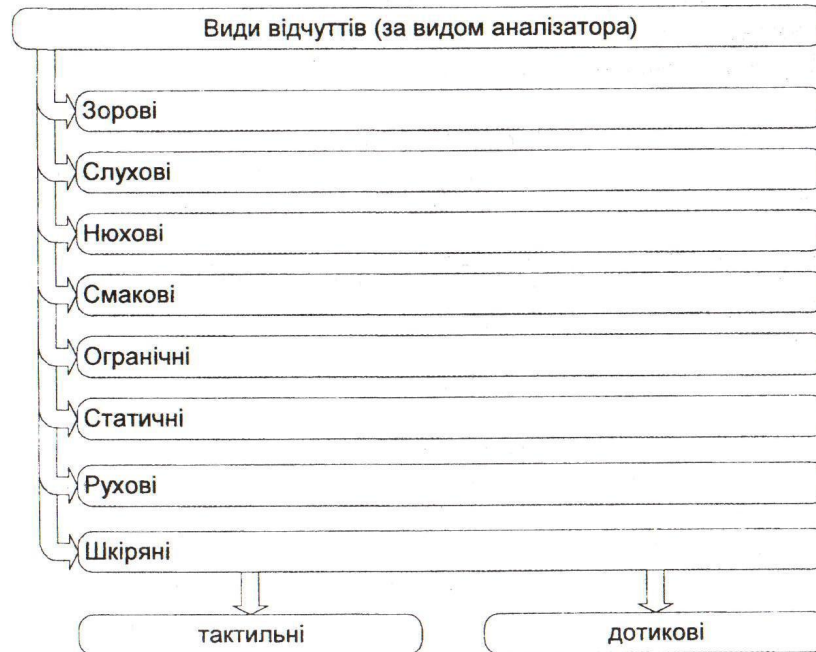 Види відчуттів (за видом аналізатора)
Зорові
Слухові
Нюхові
Смакові
Огранічні
Статичні
Рухові
Шкіряні
тактильні
дотикові